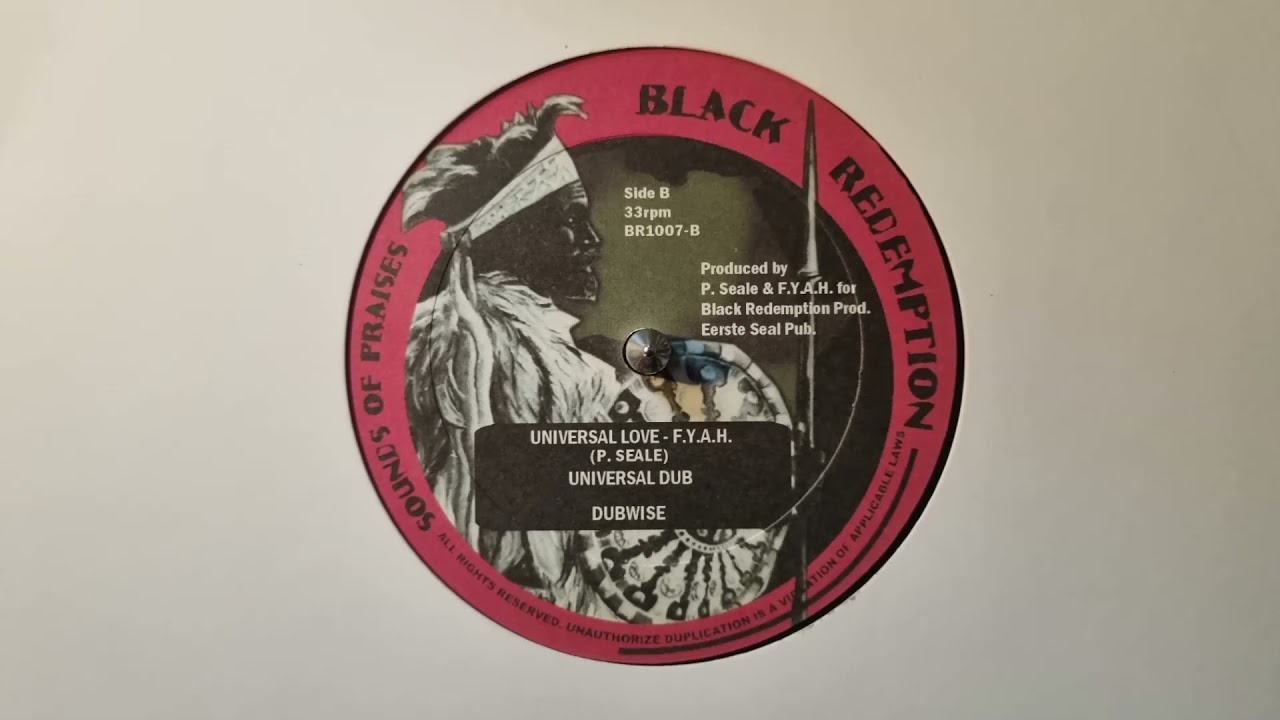 BLACK REDEMPTION
SOUNDS OF PRAISES
Side B
33rpm
BR1007-B
Produced by
P. Seale & F.Y.A.H. for
Black Redemption Prod.
Eerste Seal Pub.
UNIVERSAL LOVE - F.Y.A.H.
(P. SEALE)
UNIVERSAL DUB
DUBWISE
ALL RIGHTS RESERVED. UNAUTHORIZE DUPLICATION IS A VIOLATION OF APPLICABLE LAWS